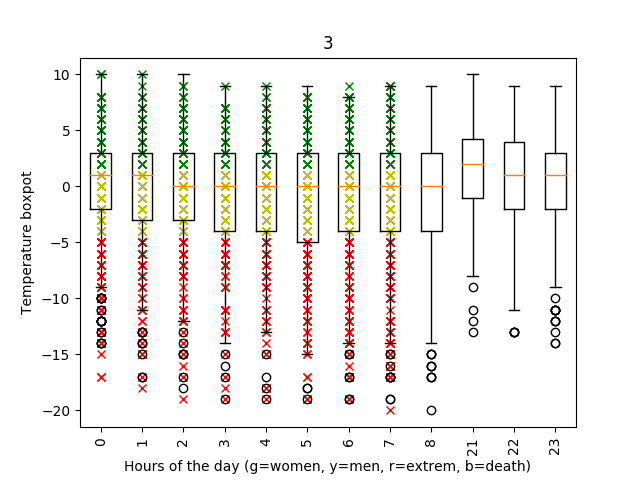 3
10
5
0
−5
−10
−15
−20
Temperature boxpot
0 1 2 3 4 5 6 7 8 21 22 23
Hours of the day (g=women, y=men, r=extrem, b=death)